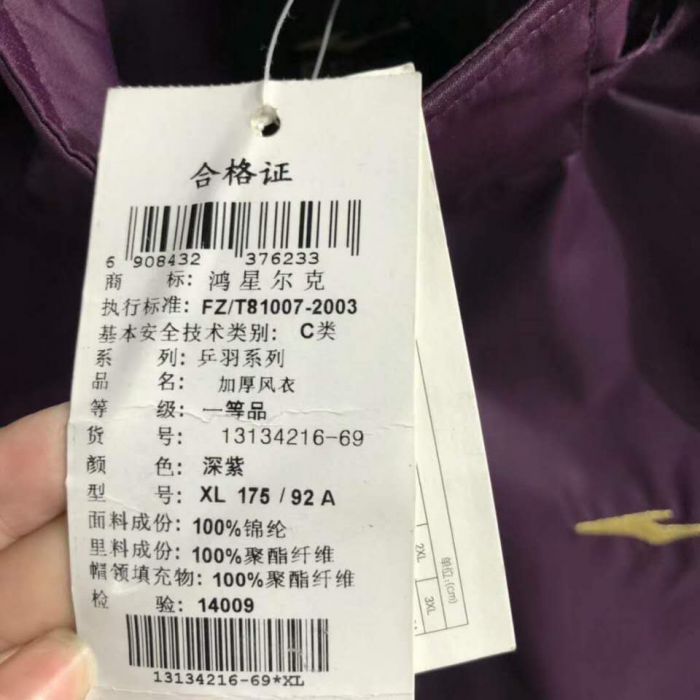 合格证
6 908432 376233
商 标: 鸿星尔克
执行标准: FZ/T81007-2003
基本安全技术类别: C类
系 列: 乒羽系列
品 名: 加厚风衣
等 级: 一等品
货 号: 13134216-69
颜 色: 深紫
型 号: XL 175/92A
面料成份: 100%锦纶
里料成份: 100%聚酯纤维
帽领填充物: 100%聚酯纤维
检 验: 14009
13134216-69*XL
单位:(cm)
2XL
3XL